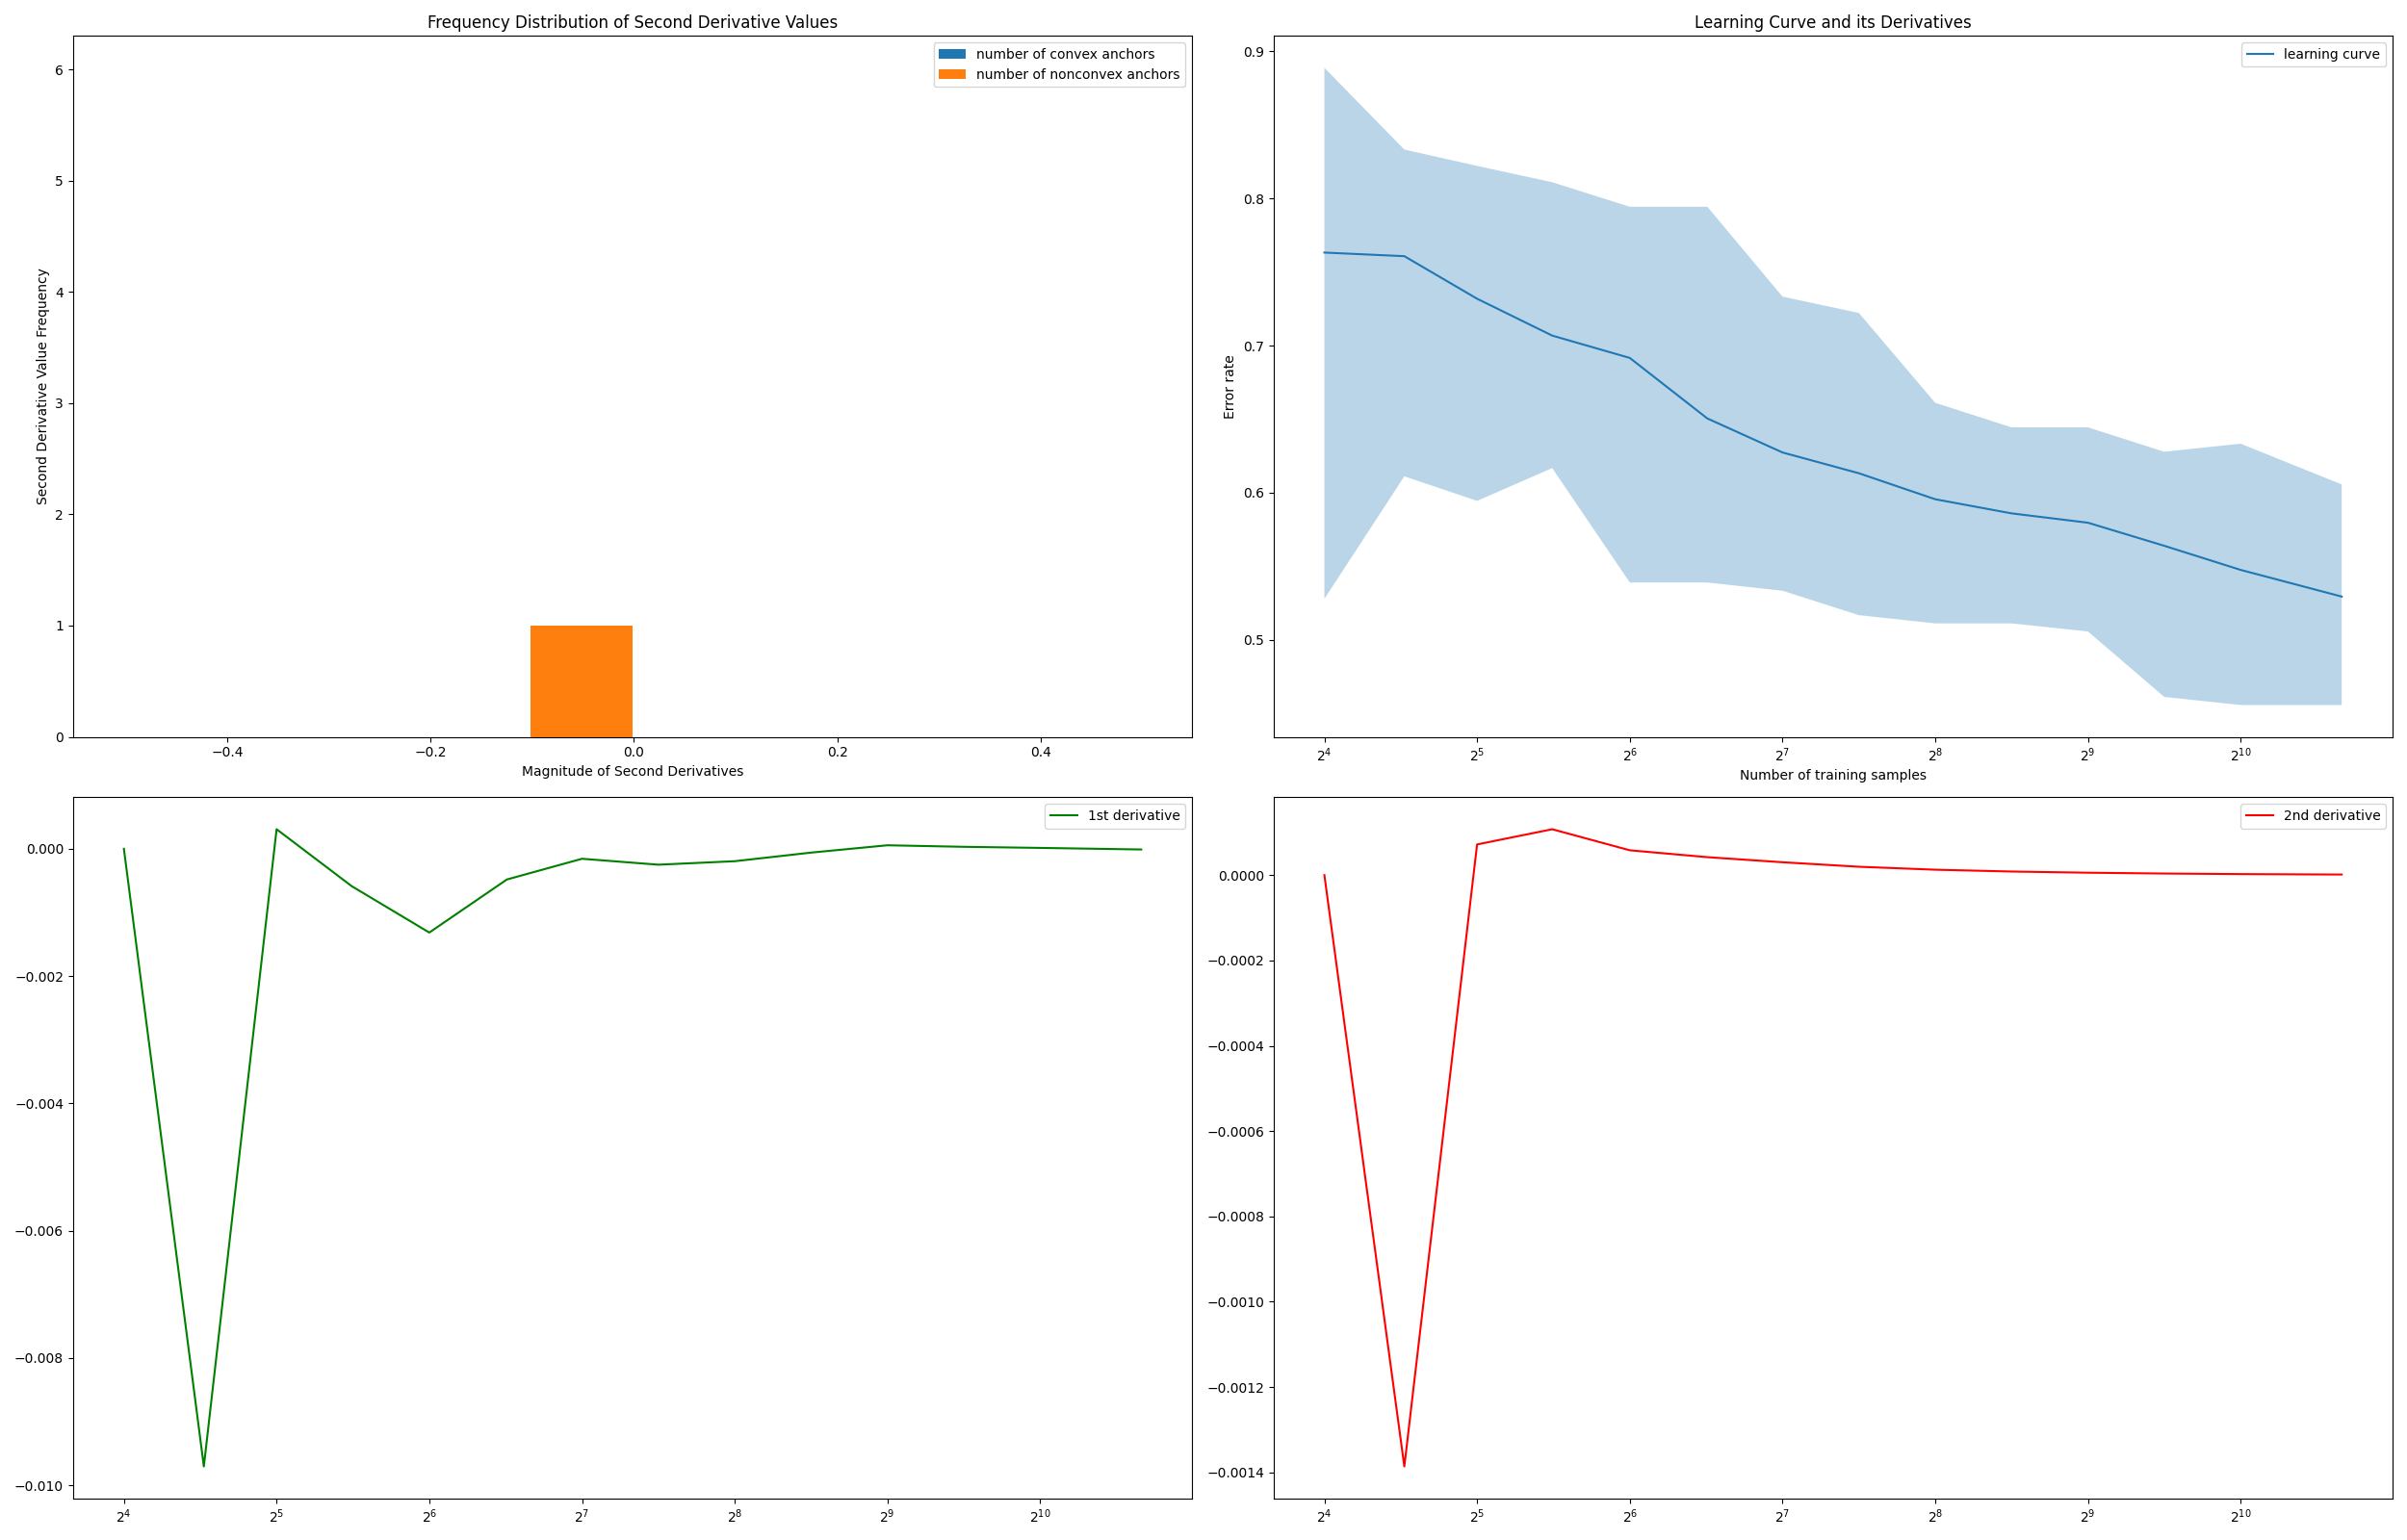 Frequency Distribution of Second Derivative Values
number of convex anchors
number of nonconvex anchors
Second Derivative Value Frequency
6
5
4
3
2
1
0
−0.4 −0.2 0.0 0.2 0.4
Magnitude of Second Derivatives
Learning Curve and its Derivatives
learning curve
Error rate
0.9
0.8
0.7
0.6
0.5
2⁴ 2⁵ 2⁶ 2⁷ 2⁸ 2⁹ 2¹⁰
Number of training samples
1st derivative
0.000
−0.002
−0.004
−0.006
−0.008
−0.010
2⁴ 2⁵ 2⁶ 2⁷ 2⁸ 2⁹ 2¹⁰
2nd derivative
0.0000
−0.0002
−0.0004
−0.0006
−0.0008
−0.0010
−0.0012
−0.0014
2⁴ 2⁵ 2⁶ 2⁷ 2⁸ 2⁹ 2¹⁰